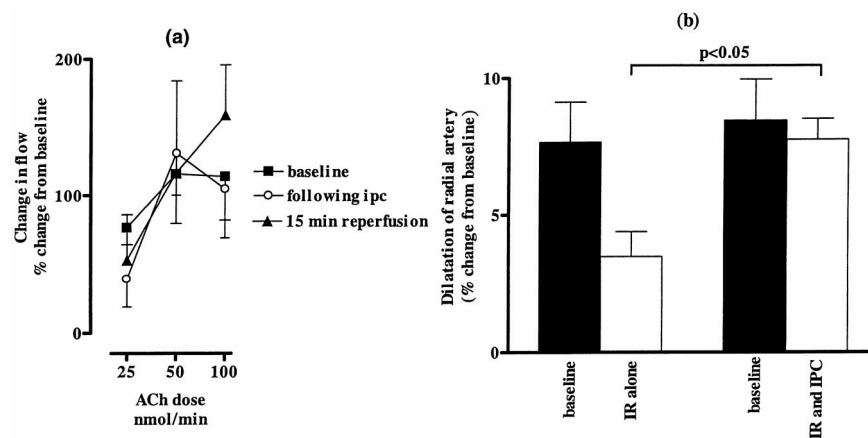 (a)
200
100
0
Change in flow
% change from baseline
baseline
following ipc
15 min reperfusion
25 50 100
ACh dose
nmol/min
(b)
p<0.05
10
5
0
Dilatation of radial artery
(% change from baseline)
baseline
IR alone
baseline
IR and IPC